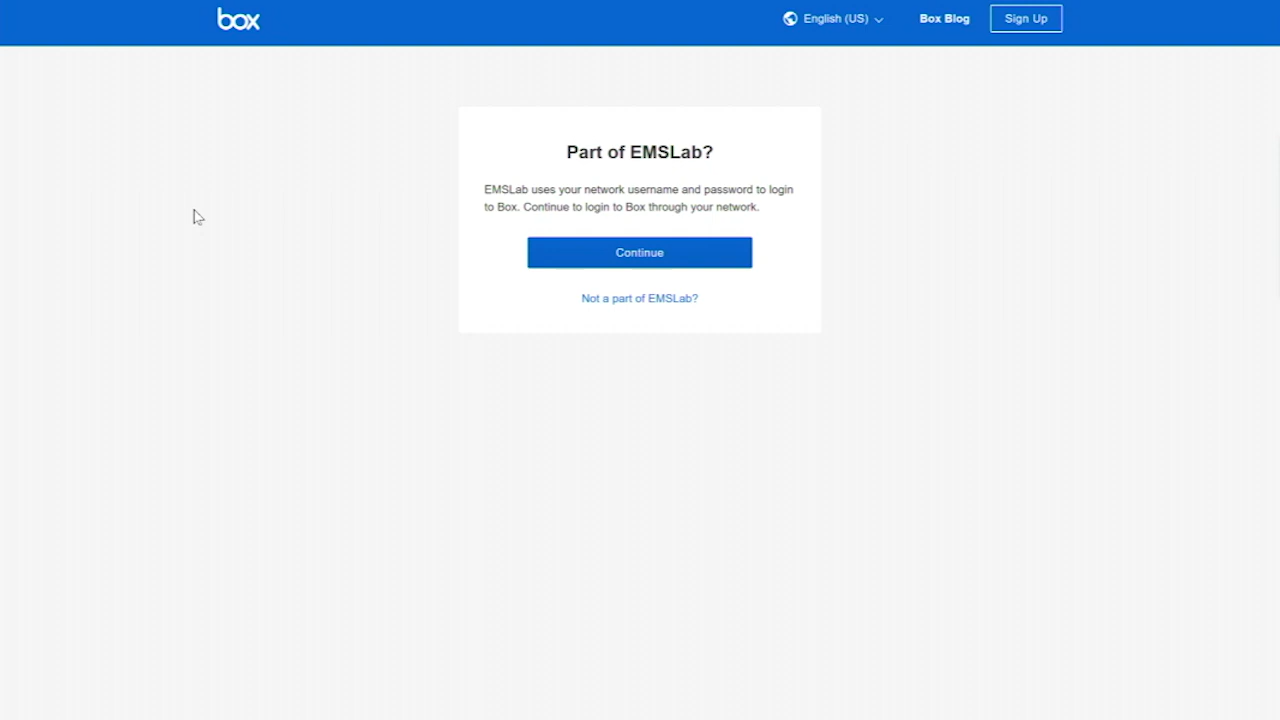 box
English (US)
Box Blog
Sign Up
Part of EMSLab?
EMSLab uses your network username and password to login
to Box. Continue to login to Box through your network.
Continue
Not a part of EMSLab?